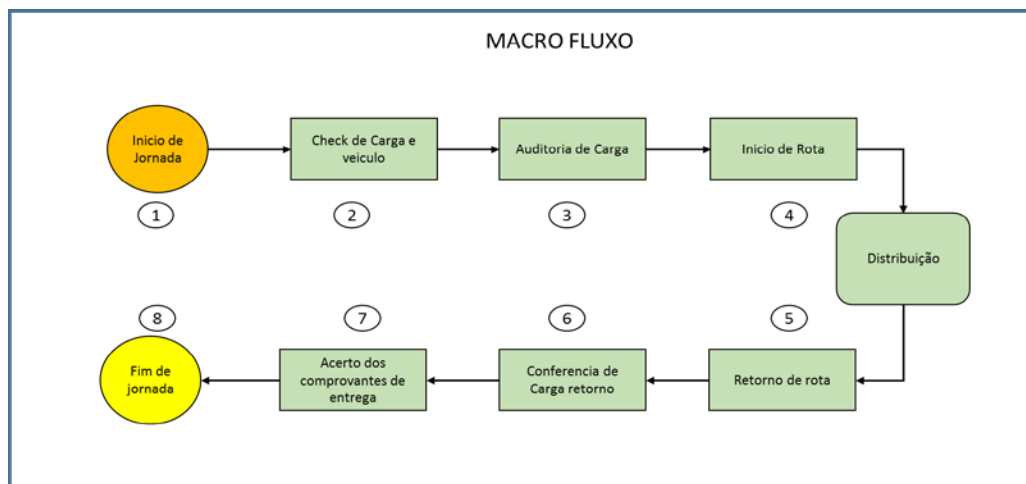 MACRO FLUXO
Inicio de
Jornada
Check de Carga e
veiculo
Auditoria de Carga
Inicio de Rota
1
2
3
4
Distribuição
8
7
6
5
Fim de
jornada
Acerto dos
comprovantes de
entrega
Conferencia de
Carga retorno
Retorno de rota